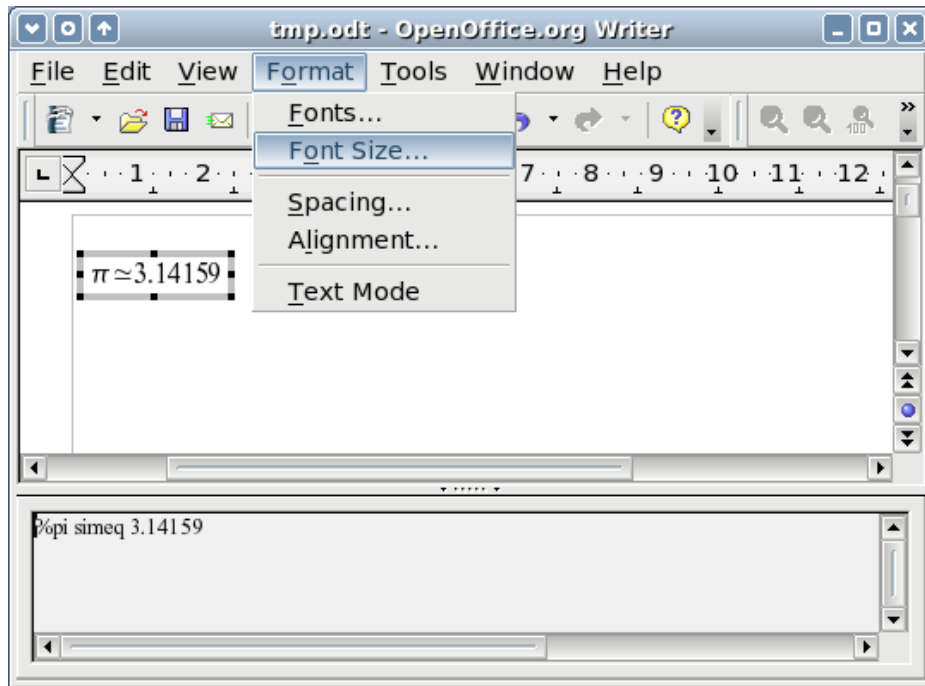 tmp.odt - OpenOffice.org Writer
File Edit View Format Tools Window Help
Fonts...
Font Size...
1 2 7 8 9 10 11 12
Spacing...
Alignment...
π≃3.14159
Text Mode
%pi simeq 3.14159